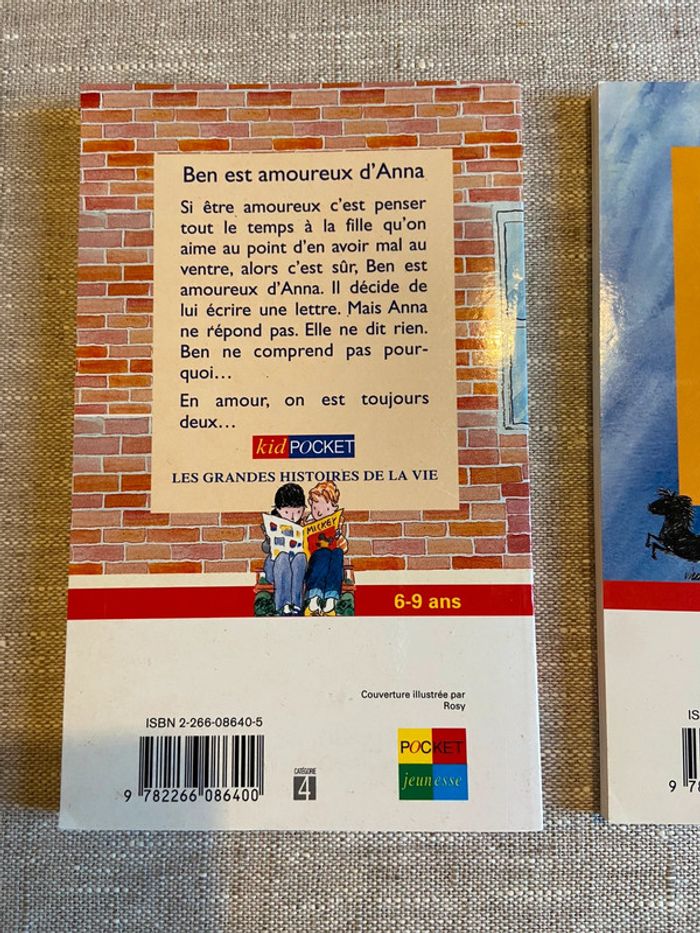 Ben est amoureux d'Anna
Si être amoureux c'est penser
tout le temps à la fille qu'on
aime au point d'en avoir mal au
ventre, alors c'est sûr, Ben est
amoureux d'Anna. Il décide de
lui écrire une lettre. Mais Anna
ne répond pas. Elle ne dit rien.
Ben ne comprend pas pour-
quoi...
En amour, on est toujours
deux...
kid POCKET
LES GRANDES HISTOIRES DE LA VIE
MICKEY
6-9 ans
Couverture illustrée par
Rosy
ISBN 2-266-08640-5
9 782266 086400
CATÉGORIE
4
POCKET
jeunesse
IS
9 78